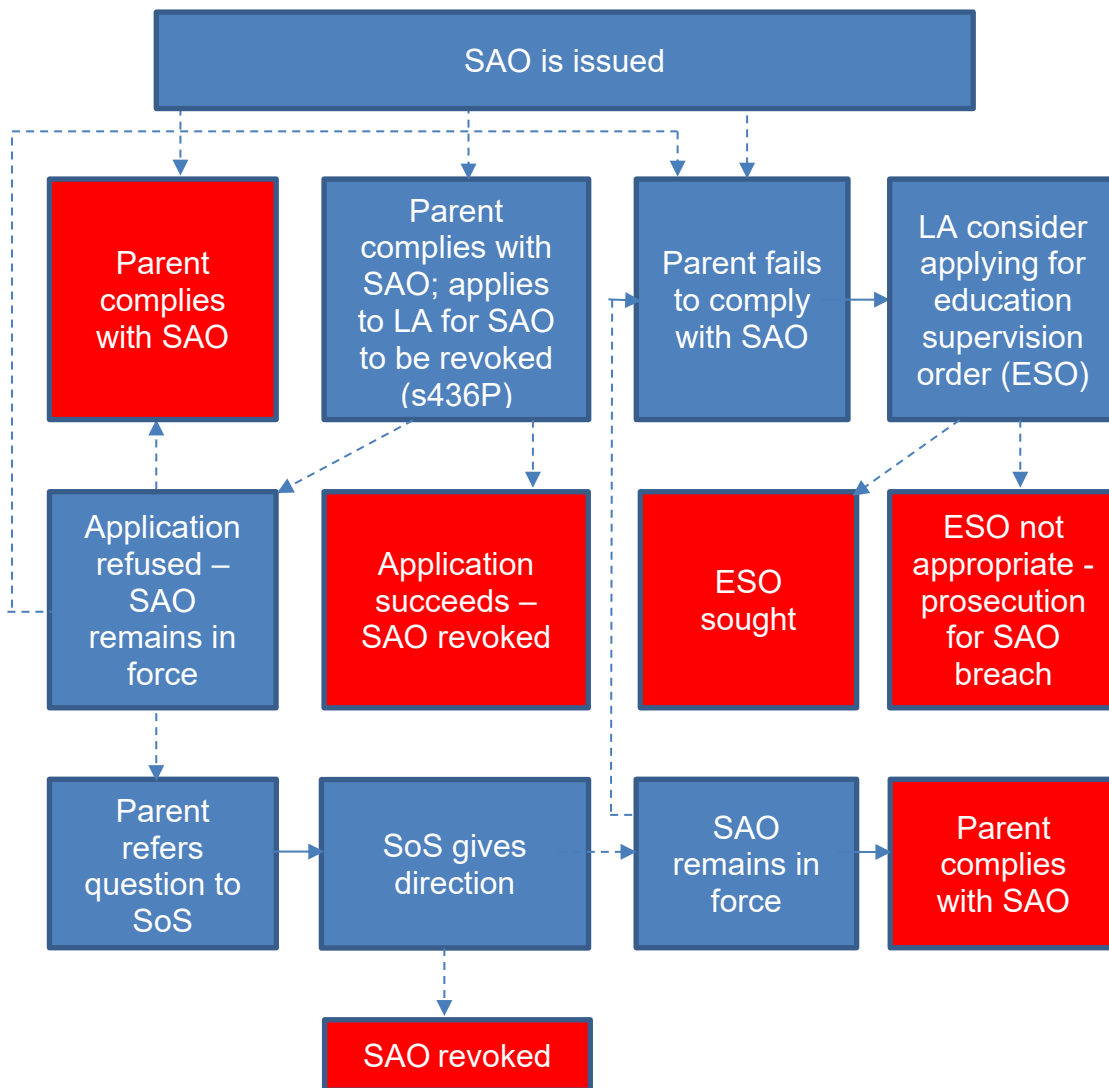 SAO is issued
Parent
complies
with SAO
Parent
complies with
SAO; applies
to LA for SAO
to be revoked
(s436P)
Parent fails
to comply
with SAO
LA consider
applying for
education
supervision
order (ESO)
Application
refused –
SAO
remains in
force
Application
succeeds –
SAO revoked
ESO
sought
ESO not
appropriate -
prosecution
for SAO
breach
Parent
refers
question to
SoS
SoS gives
direction
SAO
remains in
force
Parent
complies
with SAO
SAO revoked